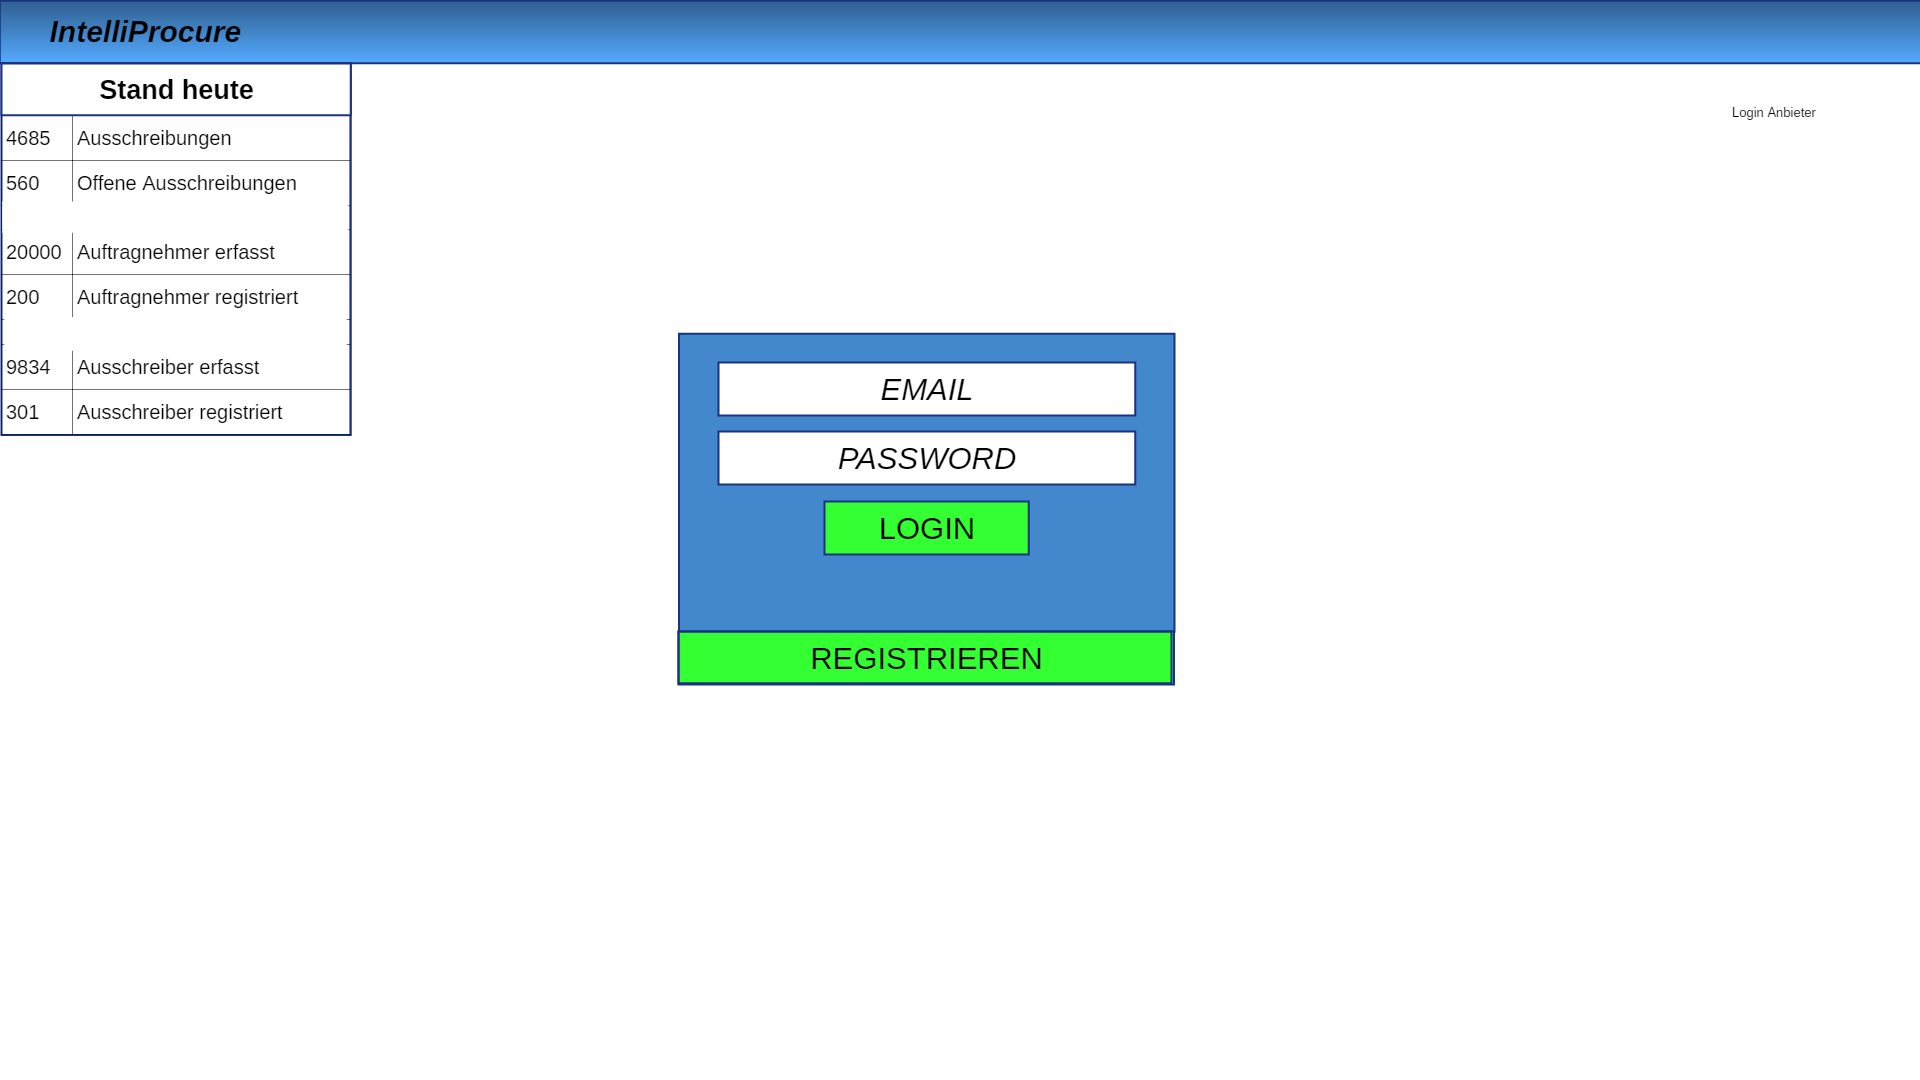 IntelliProcure
Stand heute
4685 Ausschreibungen
560 Offene Ausschreibungen
20000 Auftragnehmer erfasst
200 Auftragnehmer registriert
9834 Ausschreiber erfasst
301 Ausschreiber registriert
Login Anbieter
EMAIL
PASSWORD
LOGIN
REGISTRIEREN